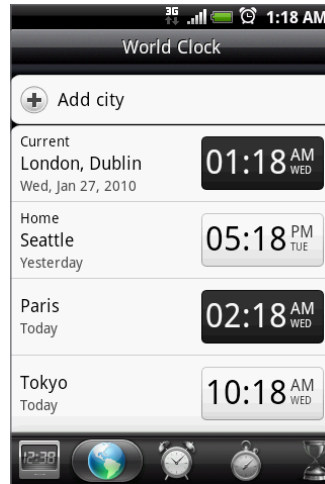 3G 1:18 AM
World Clock
Add city
Current
London, Dublin
Wed, Jan 27, 2010
01:18 AM WED
Home
Seattle
Yesterday
05:18 PM TUE
Paris
Today
02:18 AM WED
Tokyo
Today
10:18 AM WED
12:38